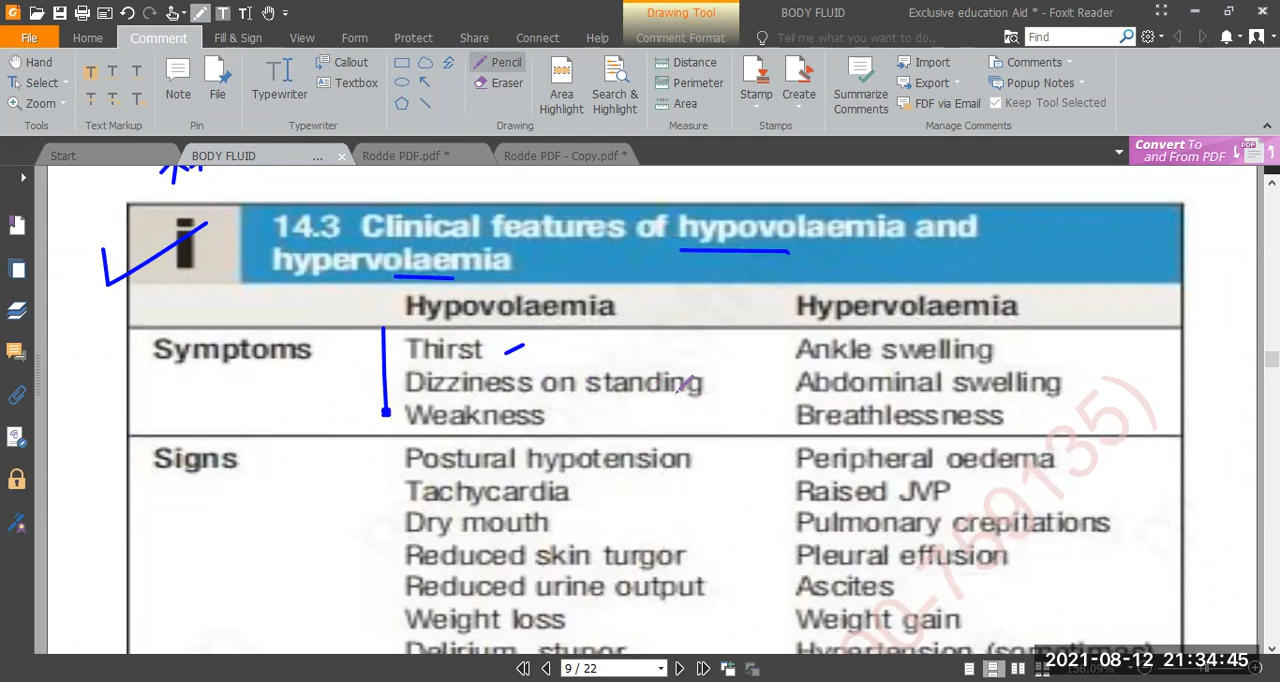 BODY FLUID
Exclusive education Aid * - Foxit Reader
Drawing Tool
File Home Comment Fill & Sign View Form Protect Share Connect Help Comment Format Tell me what you want to do.. Find
Hand
Select
Zoom
Tools
Text Markup
Note
File
Pin
Typewriter
Callout
Textbox
Typewriter
Pencil
Eraser
Drawing
Area Highlight
Search & Highlight
Distance
Perimeter
Area
Measure
Stamp
Create
Stamps
Summarize Comments
Import
Export
FDF via Email
Comments
Popup Notes
Keep Tool Selected
Manage Comments
Start BODY FLUID ... Rodde PDF.pdf * Rodde PDF - Copy.pdf *
Convert To
and From PDF
PDF
i
14.3 Clinical features of hypovolaemia and
hypervolaemia
Hypovolaemia Hypervolaemia
Symptoms Thirst Ankle swelling
Dizziness on standing Abdominal swelling
Weakness Breathlessness
Signs Postural hypotension Peripheral oedema
Tachycardia Raised JVP
Dry mouth Pulmonary crepitations
Reduced skin turgor Pleural effusion
Reduced urine output Ascites
Weight loss Weight gain
Delirium, stupor Hypertension (sometimes)
00-759135)
9 / 22
2021-08-12 21:34:45